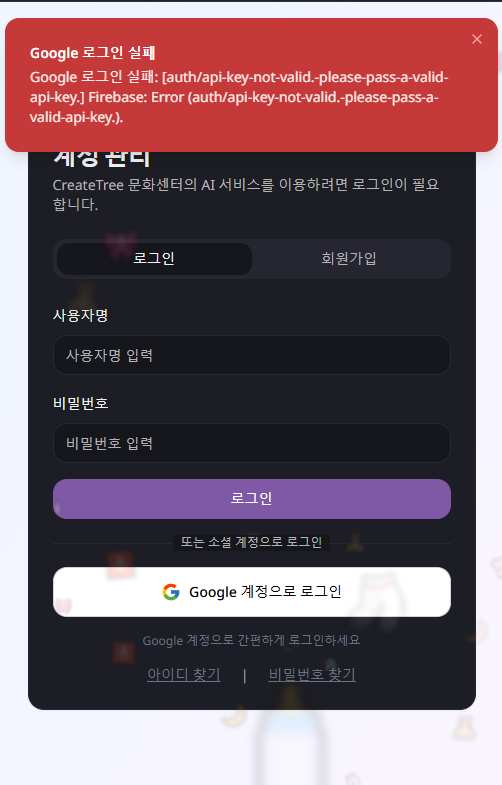 Google 로그인 실패
Google 로그인 실패: [auth/api-key-not-valid.-please-pass-a-valid-
api-key.] Firebase: Error (auth/api-key-not-valid.-please-pass-a-
valid-api-key.).
계정 관리
CreateTree 문화센터의 AI 서비스를 이용하려면 로그인이 필요
합니다.
로그인 회원가입
사용자명
사용자명 입력
비밀번호
비밀번호 입력
로그인
또는 소셜 계정으로 로그인
Google 계정으로 로그인
Google 계정으로 간편하게 로그인하세요
아이디 찾기 | 비밀번호 찾기